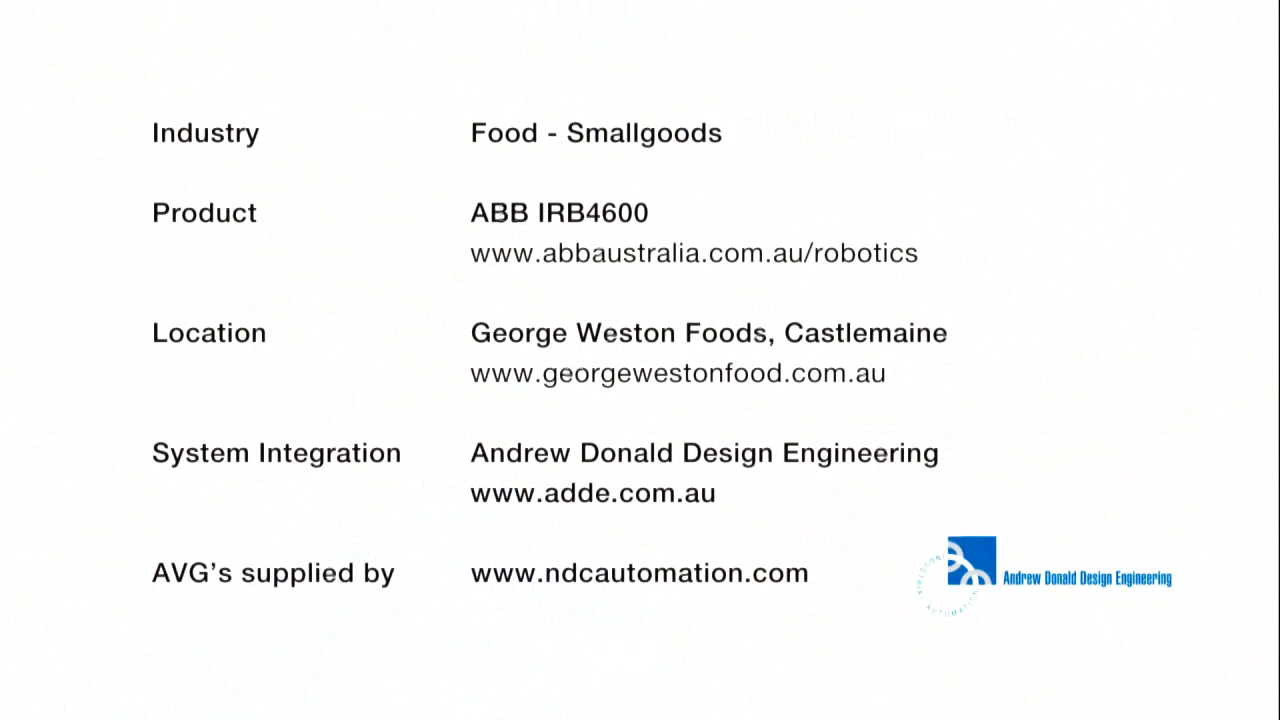 Industry Food - Smallgoods
Product ABB IRB4600
www.abbaustralia.com.au/robotics
Location George Weston Foods, Castlemaine
www.georgewestonfood.com.au
System Integration Andrew Donald Design Engineering
www.adde.com.au
AVG's supplied by www.ndcautomation.com
INDUSTRIAL
AUTOMATION
Andrew Donald Design Engineering